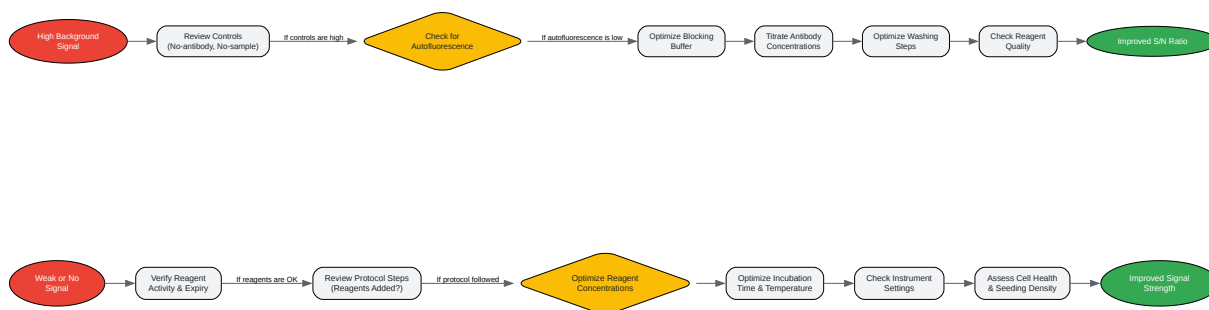 High Background
Signal
Review Controls
(No-antibody, No-sample)
If controls are high
Check for
Autofluorescence
If autofluorescence is low
Optimize Blocking
Buffer
Titrate Antibody
Concentrations
Optimize Washing
Steps
Check Reagent
Quality
Improved S/N Ratio
Weak or No
Signal
Verify Reagent
Activity & Expiry
If reagents are OK
Review Protocol Steps
(Reagents Added?)
If protocol followed
Optimize Reagent
Concentrations
Optimize Incubation
Time & Temperature
Check Instrument
Settings
Assess Cell Health
& Seeding Density
Improved Signal
Strength